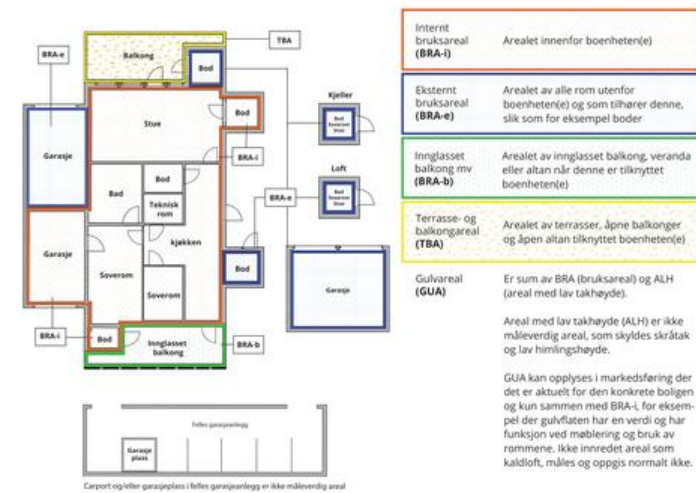 TBA
BRA-e
Balkong
Bod
Kjeller
Bod
Soverom
Stue
Stue
Bod
Garasje
BRA-i
Loft
Bod
Soverom
Stue
Bad
Bod
Teknisk
rom
BRA-e
kjøkken
Garasje
Soverom
Bod
Garasje
Soverom
BRA-i
Bod
Innglasset
balkong
BRA-b
Felles garasjeanlegg
Garasje
plass
Carport og/eller garasjeplass i felles garasjeanlegg er ikke måleverdig areal
Internt
bruksareal
(BRA-i)
Arealet innenfor boenheten(e)
Eksternt
bruksareal
(BRA-e)
Arealet av alle rom utenfor
boenheten(e) og som tilhører denne,
slik som for eksempel boder
Innglasset
balkong mv
(BRA-b)
Arealet av innglasset balkong, veranda
eller altan når denne er tilknyttet
boenheten(e)
Terrasse- og
balkongareal
(TBA)
Arealet av terrasser, åpne balkonger
og åpen altan tilknyttet boenheten(e)
Gulvareal
(GUA)
Er sum av BRA (bruksareal) og ALH
(areal med lav takhøyde).
Areal med lav takhøyde (ALH) er ikke
måleverdig areal, som skyldes skråtak
og lav himlingshøyde.
GUA kan opplyses i markedsføring der
det er aktuelt for den konkrete boligen
og kun sammen med BRA-i, for eksem-
pel der gulvflaten har en verdi og har
funksjon ved møblering og bruk av
rommene. Ikke innredet areal som
kaldloft, måles og oppgis normalt ikke.